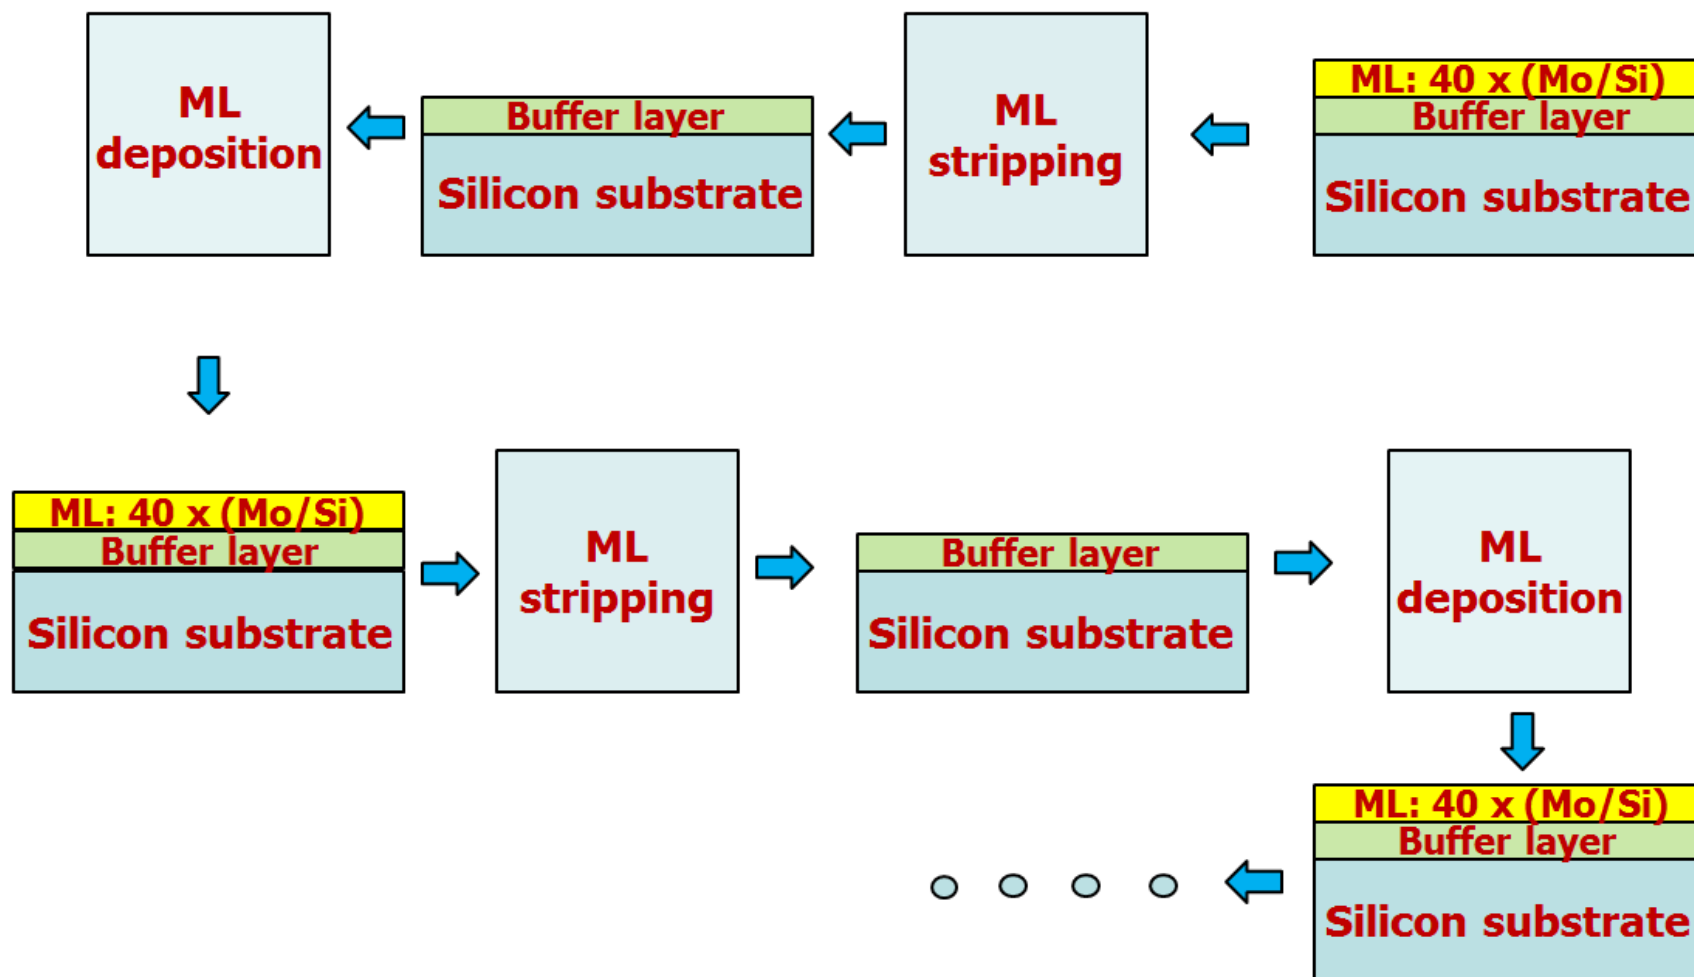 ML
deposition
Buffer layer
Silicon substrate
ML
stripping
ML: 40 x (Mo/Si)
Buffer layer
Silicon substrate
ML: 40 x (Mo/Si)
Buffer layer
Silicon substrate
ML
stripping
Buffer layer
Silicon substrate
ML
deposition
ML: 40 x (Mo/Si)
Buffer layer
Silicon substrate